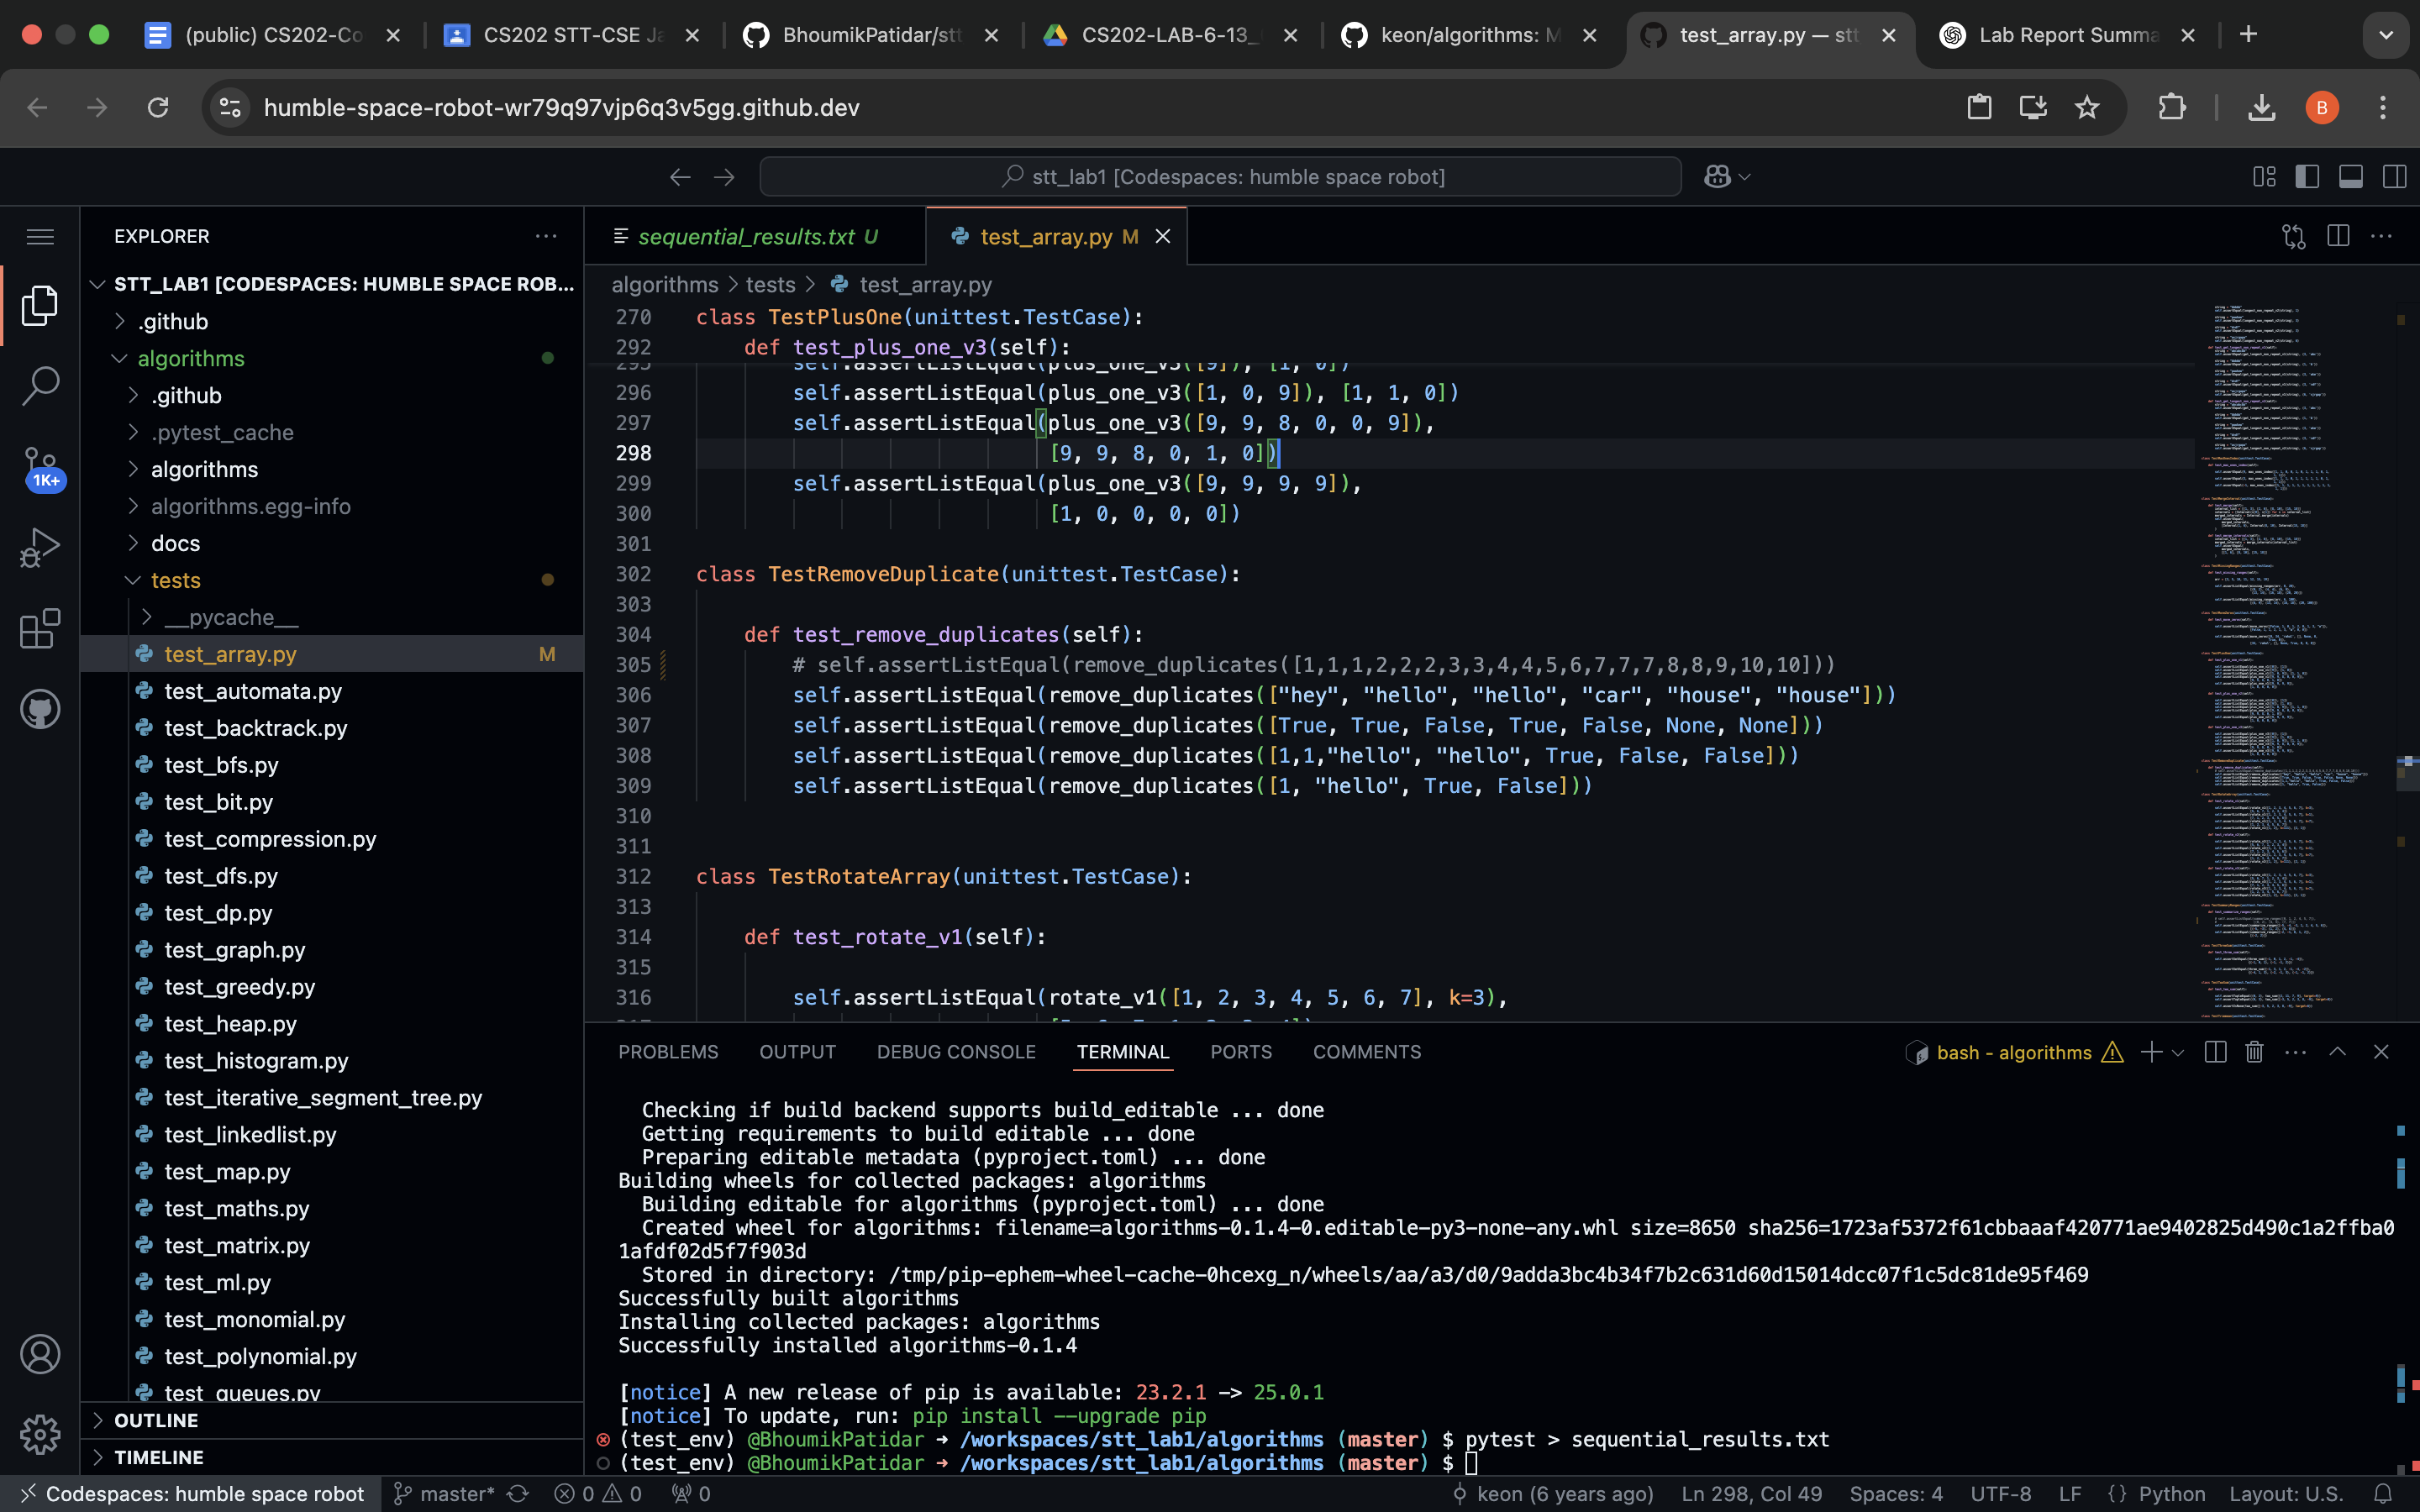 (public) CS202-Co
CS202 STT-CSE Ja
BhoumikPatidar/stt
CS202-LAB-6-13_
keon/algorithms: M
test_array.py — stt
Lab Report Summa
humble-space-robot-wr79q97vjp6q3v5gg.github.dev
B
stt_lab1 [Codespaces: humble space robot]
EXPLORER
STT_LAB1 [CODESPACES: HUMBLE SPACE ROB...
.github
algorithms
.github
.pytest_cache
algorithms
algorithms.egg-info
docs
tests
__pycache__
test_array.py M
test_automata.py
test_backtrack.py
test_bfs.py
test_bit.py
test_compression.py
test_dfs.py
test_dp.py
test_graph.py
test_greedy.py
test_heap.py
test_histogram.py
test_iterative_segment_tree.py
test_linkedlist.py
test_map.py
test_maths.py
test_matrix.py
test_ml.py
test_monomial.py
test_polynomial.py
test_queues.py
OUTLINE
TIMELINE
1K+
sequential_results.txt U
test_array.py M
algorithms > tests > test_array.py
270 class TestPlusOne(unittest.TestCase):
292 def test_plus_one_v3(self):
295 self.assertListEqual(plus_one_v3([9]), [1, 0])
296 self.assertListEqual(plus_one_v3([1, 0, 9]), [1, 1, 0])
297 self.assertListEqual(plus_one_v3([9, 9, 8, 0, 0, 9]),
298 [9, 9, 8, 0, 1, 0])
299 self.assertListEqual(plus_one_v3([9, 9, 9, 9]),
300 [1, 0, 0, 0, 0])
301
302 class TestRemoveDuplicate(unittest.TestCase):
303
304 def test_remove_duplicates(self):
305 # self.assertListEqual(remove_duplicates([1,1,1,2,2,2,3,3,4,4,5,6,7,7,7,8,8,9,10,10]))
306 self.assertListEqual(remove_duplicates(["hey", "hello", "hello", "car", "house", "house"]))
307 self.assertListEqual(remove_duplicates([True, True, False, True, False, None, None]))
308 self.assertListEqual(remove_duplicates([1,1,"hello", "hello", True, False, False]))
309 self.assertListEqual(remove_duplicates([1, "hello", True, False]))
310
311
312 class TestRotateArray(unittest.TestCase):
313
314 def test_rotate_v1(self):
315
316 self.assertListEqual(rotate_v1([1, 2, 3, 4, 5, 6, 7], k=3),
PROBLEMS OUTPUT DEBUG CONSOLE TERMINAL PORTS COMMENTS
bash - algorithms
Checking if build backend supports build_editable ... done
Getting requirements to build editable ... done
Preparing editable metadata (pyproject.toml) ... done
Building wheels for collected packages: algorithms
Building editable for algorithms (pyproject.toml) ... done
Created wheel for algorithms: filename=algorithms-0.1.4-0.editable-py3-none-any.whl size=8650 sha256=1723af5372f61cbbaaaf420771ae9402825d490c1a2ffba0
1afdf02d5f7f903d
Stored in directory: /tmp/pip-ephem-wheel-cache-0hcexg_n/wheels/aa/a3/d0/9adda3bc4b34f7b2c631d60d15014dcc07f1c5dc81de95f469
Successfully built algorithms
Installing collected packages: algorithms
Successfully installed algorithms-0.1.4
[notice] A new release of pip is available: 23.2.1 -> 25.0.1
[notice] To update, run: pip install --upgrade pip
(test_env) @BhoumikPatidar ➜ /workspaces/stt_lab1/algorithms (master) $ pytest > sequential_results.txt
(test_env) @BhoumikPatidar ➜ /workspaces/stt_lab1/algorithms (master) $
Codespaces: humble space robot master* 0 0 0 keon (6 years ago) Ln 298, Col 49 Spaces: 4 UTF-8 LF {} Python Layout: U.S.